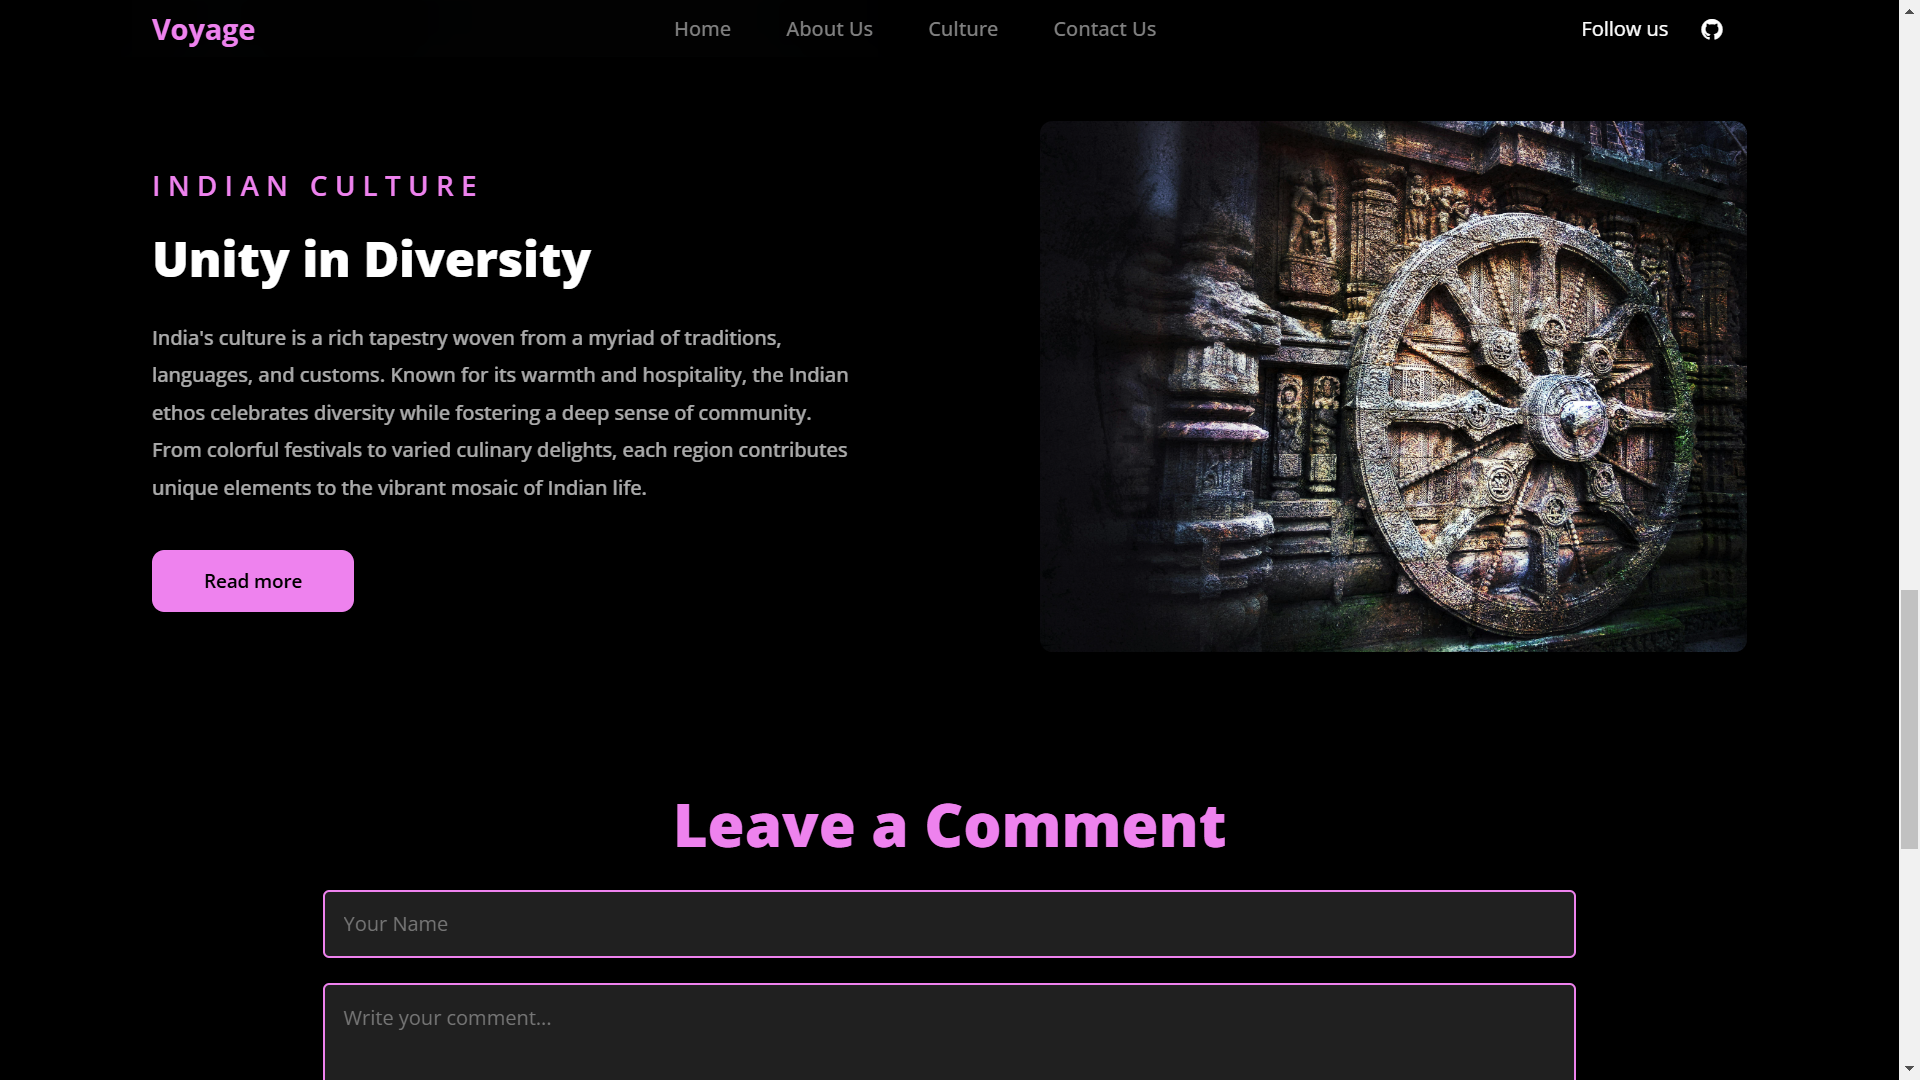 Voyage
Home
About Us
Culture
Contact Us
Follow us
INDIAN CULTURE
Unity in Diversity
India's culture is a rich tapestry woven from a myriad of traditions,
languages, and customs. Known for its warmth and hospitality, the Indian
ethos celebrates diversity while fostering a deep sense of community.
From colorful festivals to varied culinary delights, each region contributes
unique elements to the vibrant mosaic of Indian life.
Read more
Leave a Comment
Your Name
Write your comment...